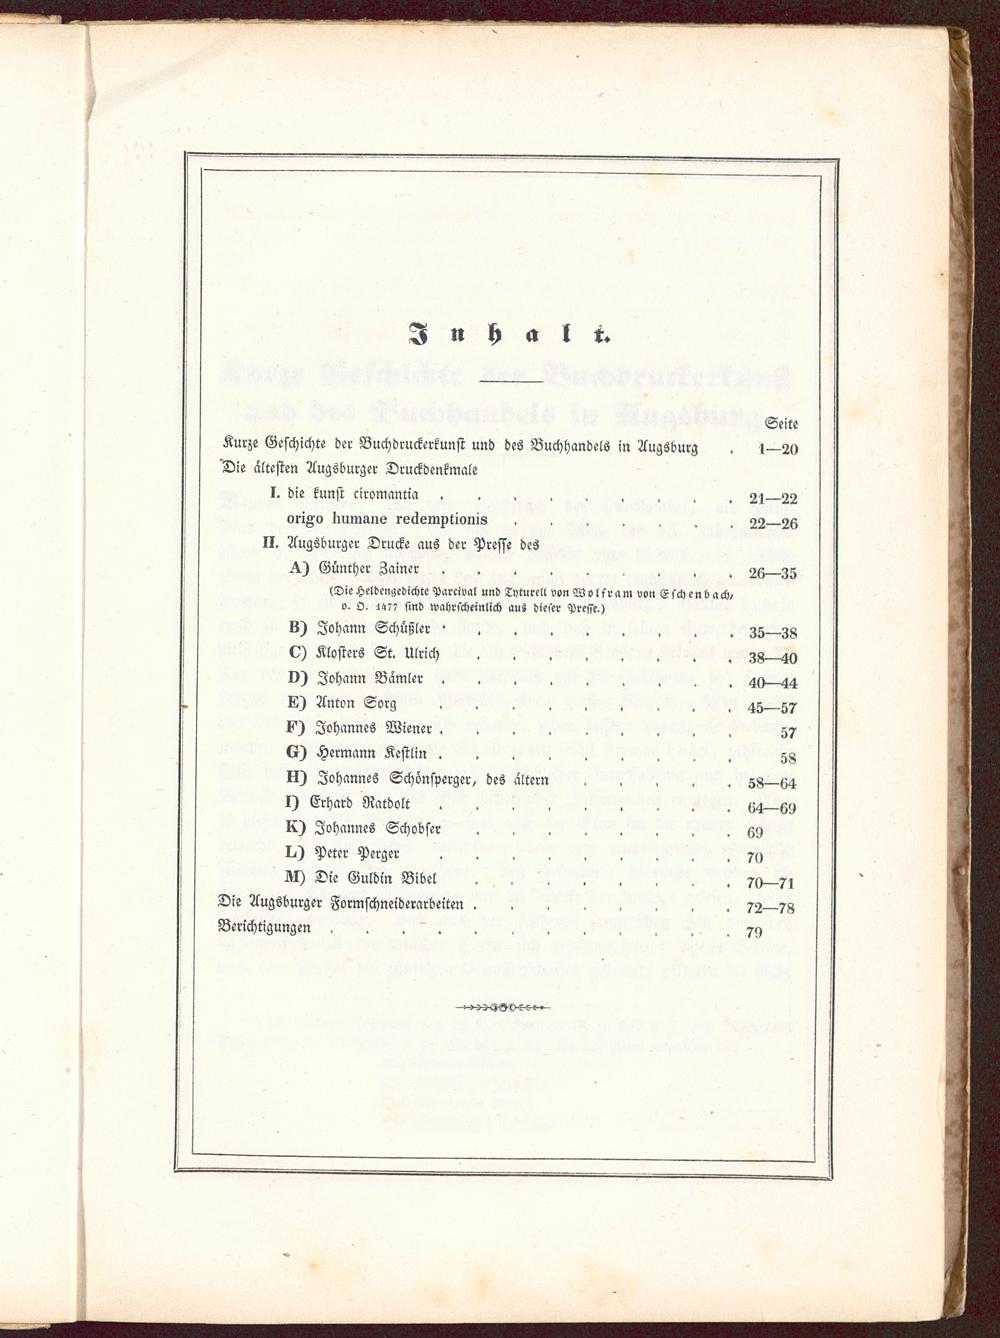 Inhalt.
Seite
Kurze Geschichte der Buchdruckerkunst und des Buchhandels in Augsburg . 1—20
Die ältesten Augsburger Druckdenkmale
I. die kunst ciromantia . . . . . . . . 21—22
origo humane redemptionis . . . . . . 22—26
II. Augsburger Drucke aus der Presse des
A) Günther Zainer . . . . . . . . . 26—35
(Die Heldengedichte Parcival und Tyturell von Wolfram von Eschenbach,
o. O. 1477 sind wahrscheinlich aus dieser Presse.)
B) Johann Schüßler . . . . . . . . . 35—38
C) Klosters St. Ulrich . . . . . . . . 38—40
D) Johann Bämler . . . . . . . . . 40—44
E) Anton Sorg . . . . . . . . . 45—57
F) Johannes Wiener . . . . . . . . . 57
G) Hermann Kestlin . . . . . . . . . 58
H) Johannes Schönsperger, des ältern . . . . . 58—64
I) Erhard Ratdolt . . . . . . . . 64—69
K) Johannes Schobser . . . . . . . . 69
L) Peter Perger . . . . . . . . . 70
M) Die Guldin Bibel . . . . . . . . 70—71
Die Augsburger Formschneiderarbeiten . . . . . . . . 72—78
Berichtigungen . . . . . . . . . . . . 79